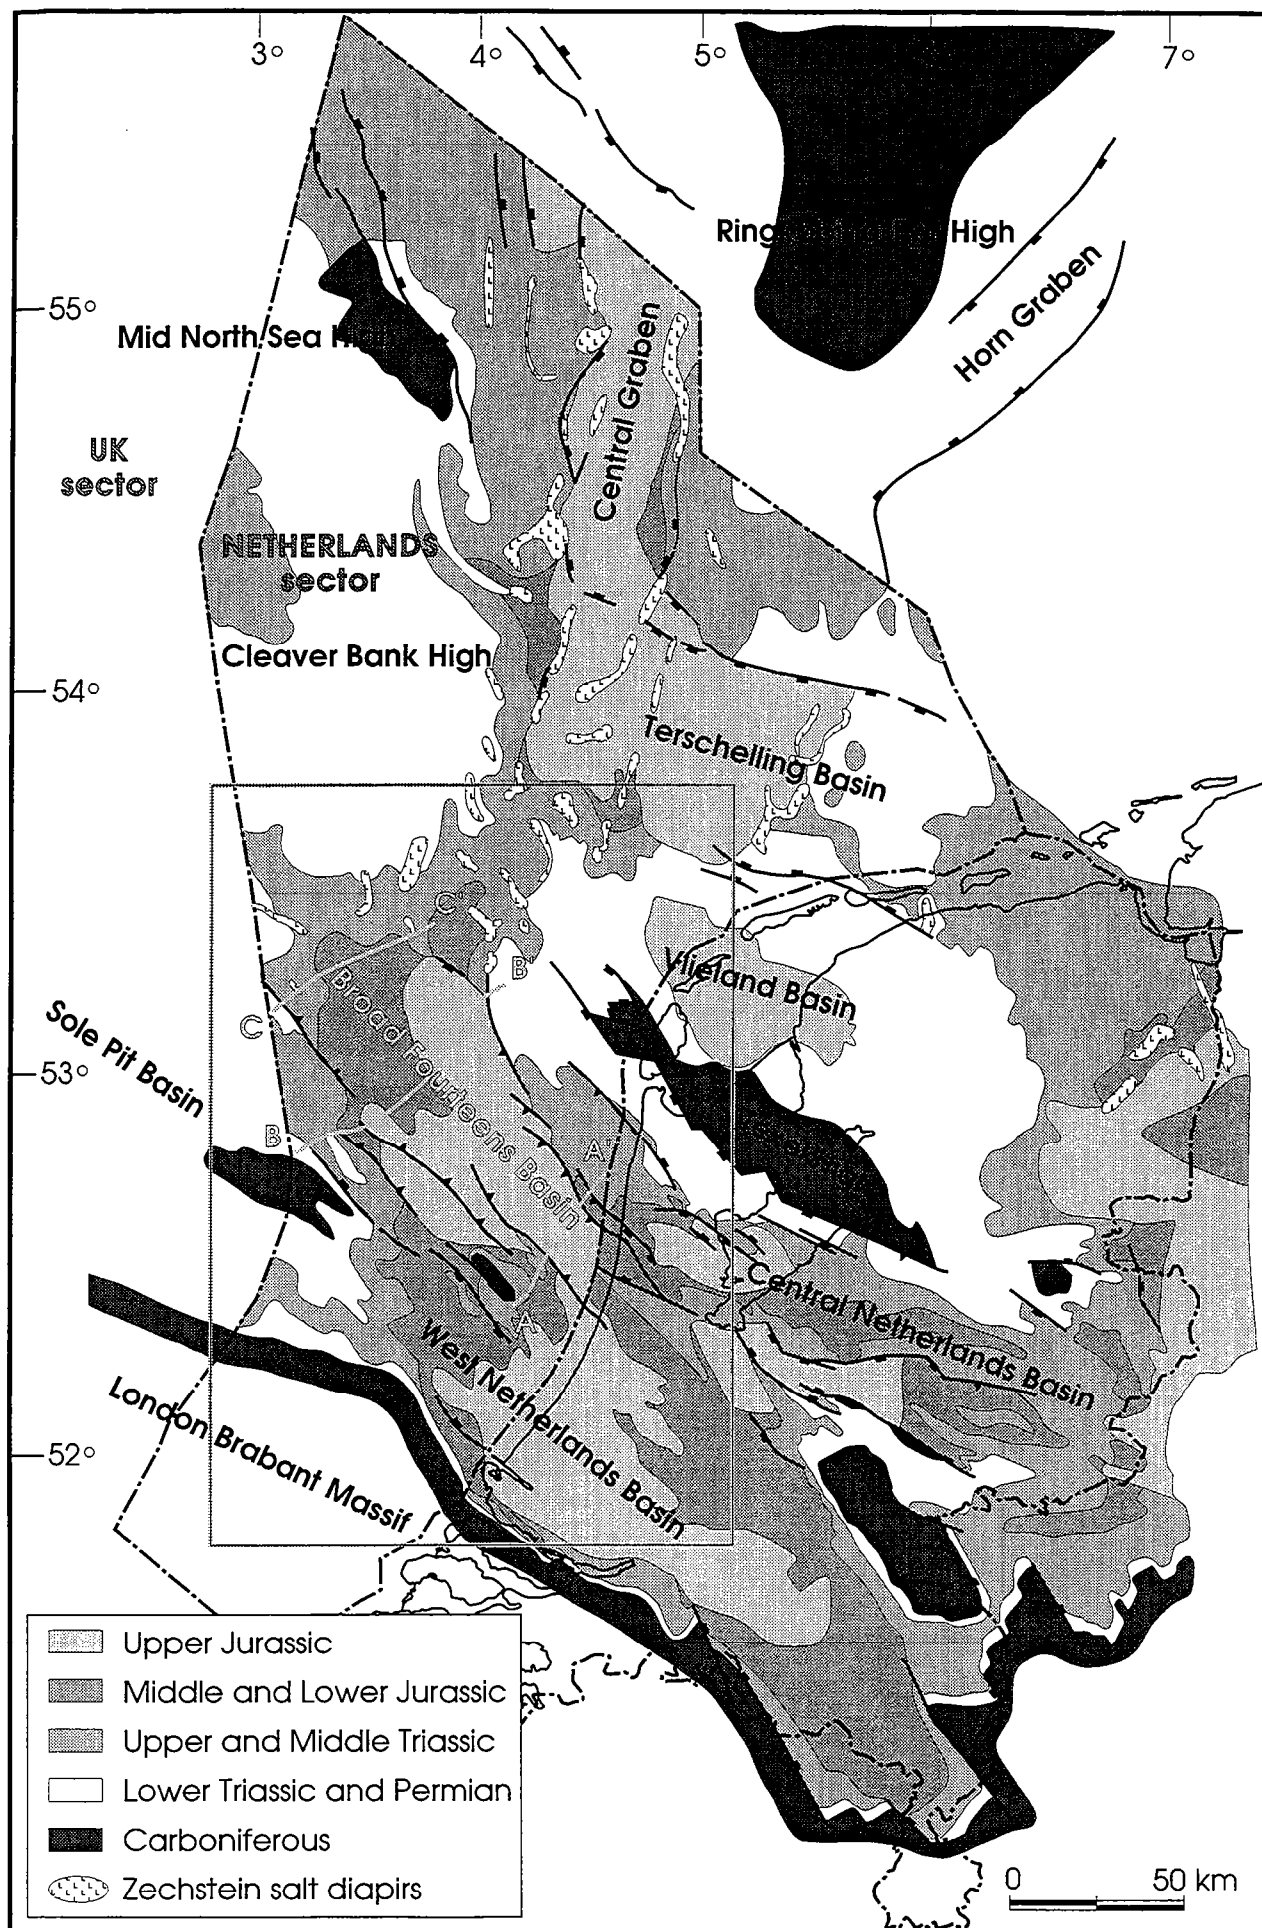 3° 4° 5° 7°
High
Horn Graben
55°
Mid North Sea
Central Graben
UK
sector
NETHERLANDS
sector
Cleaver Bank High
54°
Terschelling Basin
C'
B'
Vlieland Basin
Broad Fourteens Basin
C
Sole Pit Basin
53°
B
A'
Central Netherlands Basin
A
West Netherlands Basin
London Brabant Massif
52°
Upper Jurassic
Middle and Lower Jurassic
Upper and Middle Triassic
Lower Triassic and Permian
Carboniferous
Zechstein salt diapirs
0 50 km